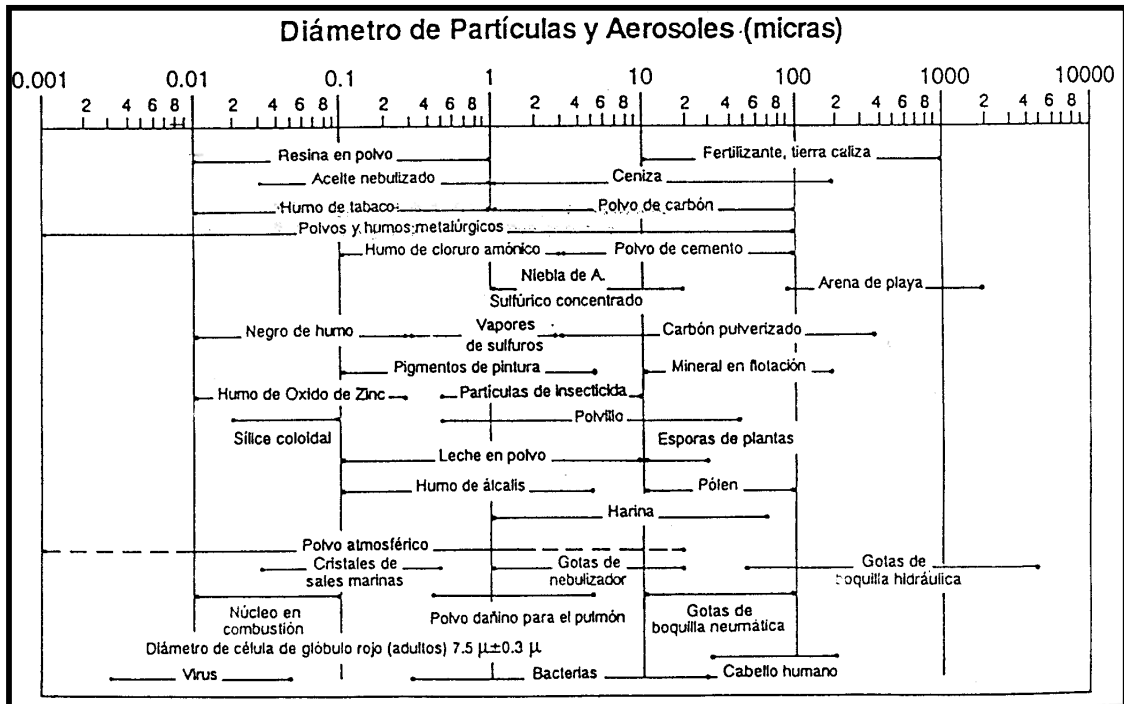 Diámetro de Partículas y Aerosoles (micras)
0.001 0.01 0.1 1 10 100 1000 10000
2 4 6 8 2 4 6 8 2 4 6 8 2 4 6 8 2 4 6 8 2 4 6 8 2 4 6 8
Resina en polvo Fertilizante, tierra caliza
Aceite nebulizado Ceniza
Humo de tabaco Polvo de carbón
Polvos y humos metalúrgicos
Humo de cloruro amónico Polvo de cemento
Niebla de A.
Sulfúrico concentrado
Arena de playa
Negro de humo
Vapores
de sulfuros
Carbón pulverizado
Pigmentos de pintura Mineral en flotación
Humo de Oxido de Zinc Partículas de insecticida
Polvillo
Sílice coloidal Esporas de plantas
Leche en polvo
Humo de álcalis Pólen
Harina
Polvo atmosférico
Cristales de
sales marinas
Gotas de
nebulizador
Gotas de
boquilla hidráulica
Núcleo en
combustión
Polvo dañino para el pulmón
Gotas de
boquilla neumática
Diámetro de célula de glóbulo rojo (adultos) 7.5 µ±0.3 µ
Virus Bacterias Cabello humano